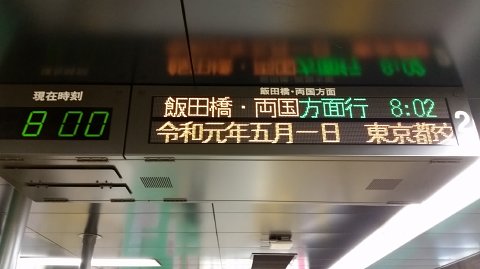 現在時刻
8:00
飯田橋・両国方面
飯田橋・両国方面行 8:02
令和元年五月一日 東京都交
2